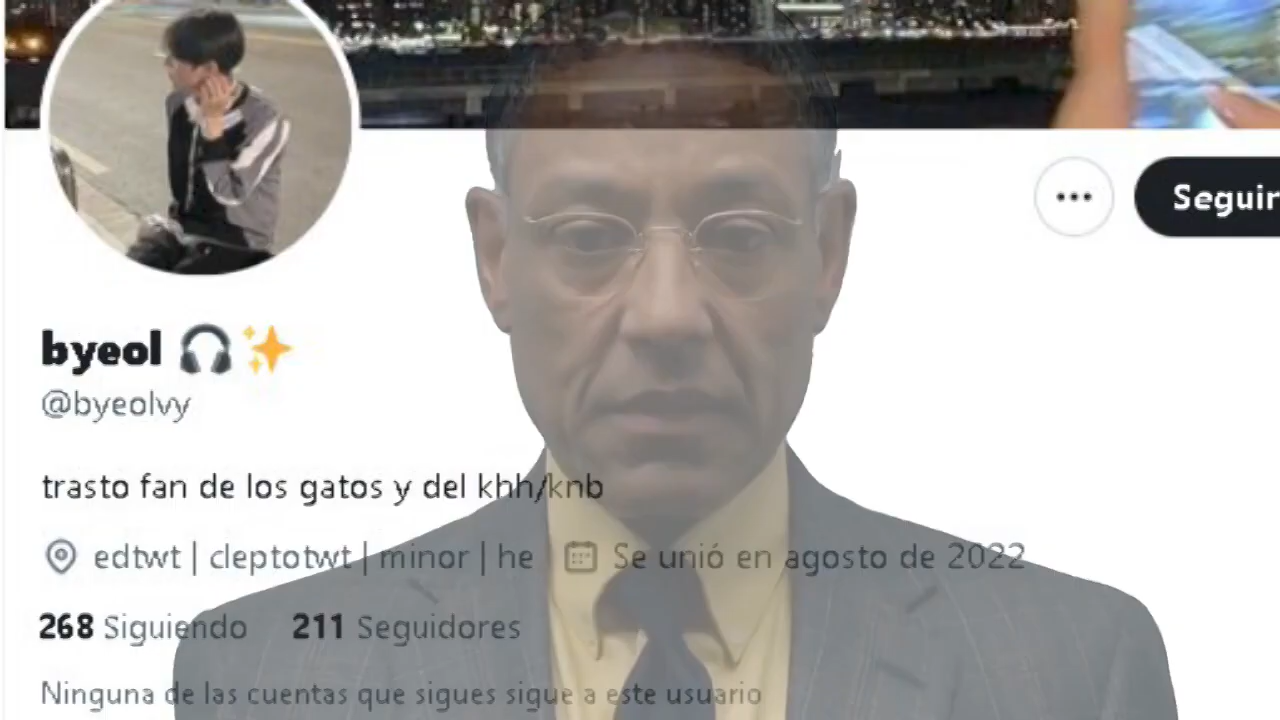 Seguir
byeol 🎧✨
@byeolvy
trasto fan de los gatos y del khh/knb
edtwt | cleptotwt | minor | he Se unió en agosto de 2022
268 Siguiendo 211 Seguidores
Ninguna de las cuentas que sigues sigue a este usuario